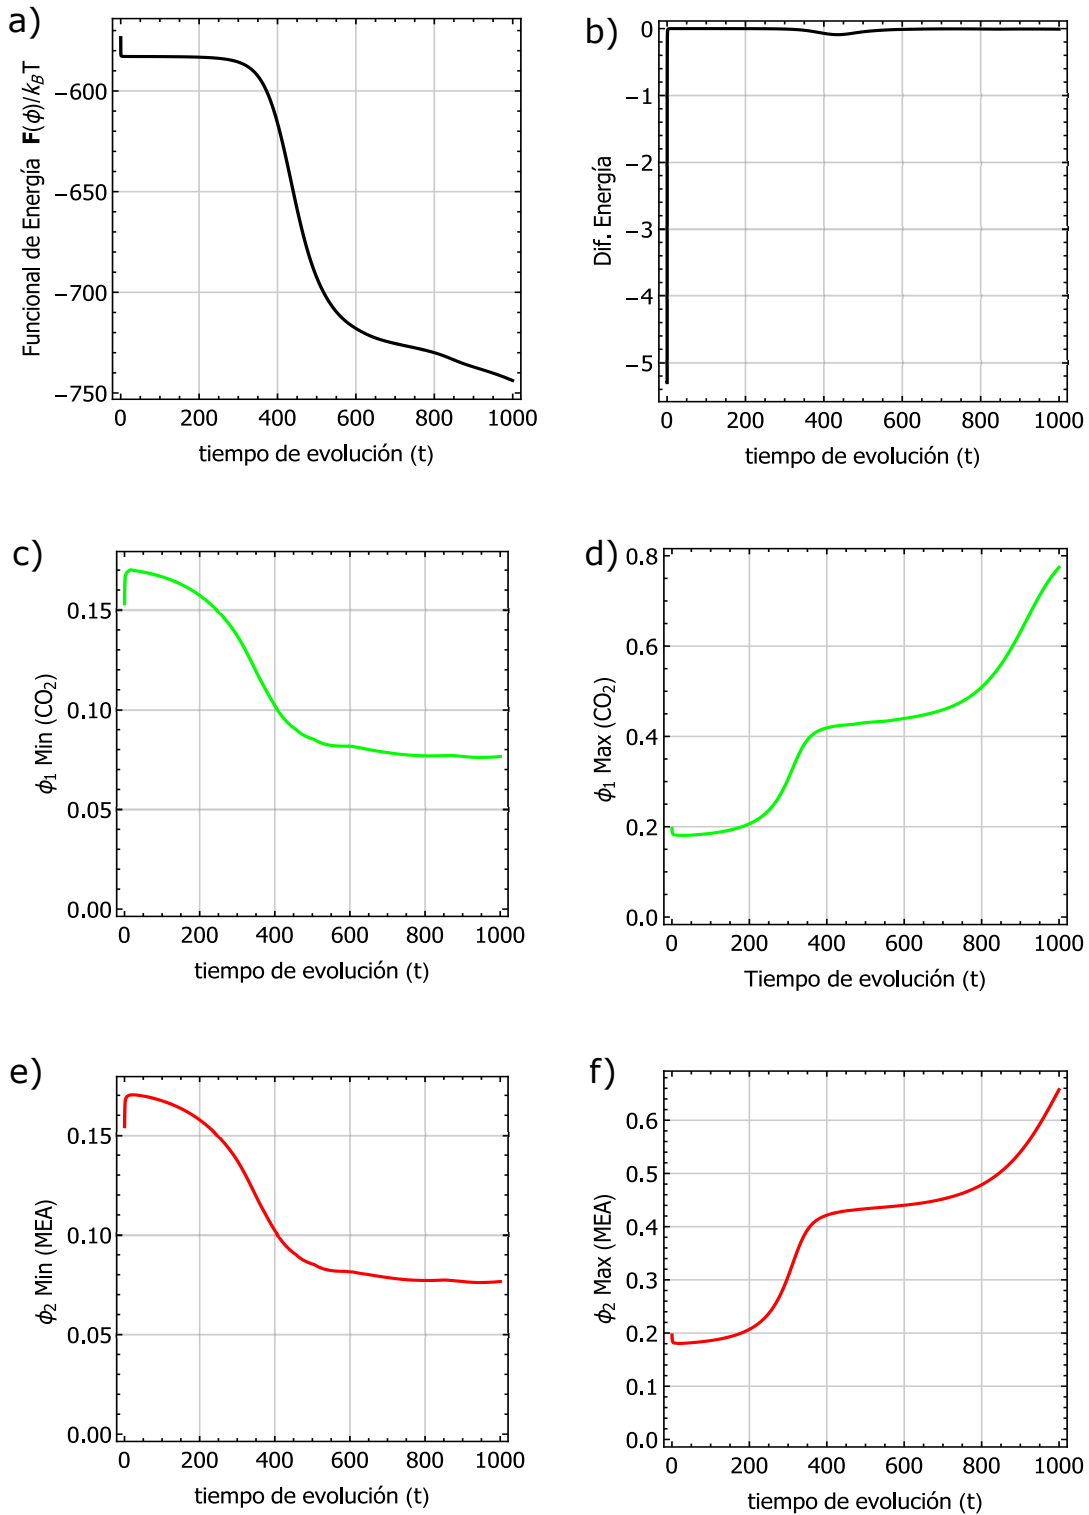 a)
Funcional de Energía F(ϕ)/k_B T
−600
−650
−700
−750
0 200 400 600 800 1000
tiempo de evolución (t)
b)
Dif. Energía
0
−1
−2
−3
−4
−5
0 200 400 600 800 1000
tiempo de evolución (t)
c)
ϕ₁ Min (CO₂)
0.15
0.10
0.05
0.00
0 200 400 600 800 1000
tiempo de evolución (t)
d)
ϕ₁ Max (CO₂)
0.8
0.6
0.4
0.2
0.0
0 200 400 600 800 1000
Tiempo de evolución (t)
e)
ϕ₂ Min (MEA)
0.15
0.10
0.05
0.00
0 200 400 600 800 1000
tiempo de evolución (t)
f)
ϕ₂ Max (MEA)
0.6
0.5
0.4
0.3
0.2
0.1
0.0
0 200 400 600 800 1000
tiempo de evolución (t)